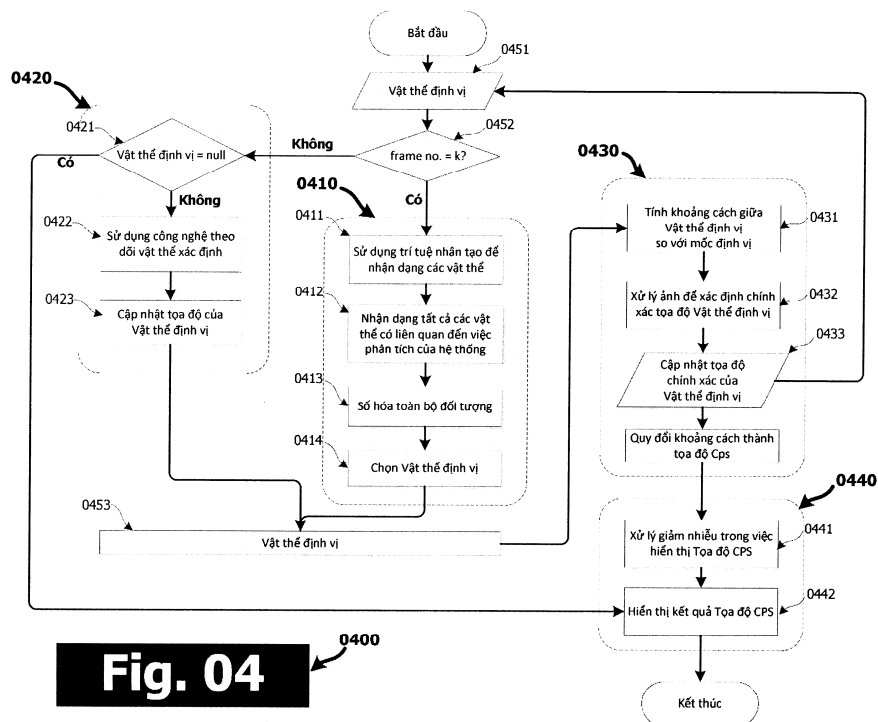 Bắt đầu
0451
Vật thể định vị
0452
frame no. = k?
Không
Có
0420
0421
Vật thể định vị = null
Có
Không
0422
Sử dụng công nghệ theo
dõi vật thể xác định
0423
Cập nhật tọa độ của
Vật thể định vị
0410
0411
Sử dụng trí tuệ nhân tạo để
nhận dạng các vật thể
0412
Nhận dạng tất cả các vật
thể có liên quan đến việc
phân tích của hệ thống
0413
Số hóa toàn bộ đối tượng
0414
Chọn Vật thể định vị
0453
Vật thể định vị
0430
0431
Tính khoảng cách giữa
Vật thể định vị
so với mốc định vị
0432
Xử lý ảnh để xác định chính
xác tọa độ Vật thể định vị
0433
Cập nhật tọa độ
chính xác của
Vật thể định vị
Quy đổi khoảng cách thành
tọa độ Cps
0440
0441
Xử lý giảm nhiễu trong việc
hiển thị Tọa độ CPS
0442
Hiển thị kết quả Tọa độ CPS
Kết thúc
Fig. 04
0400